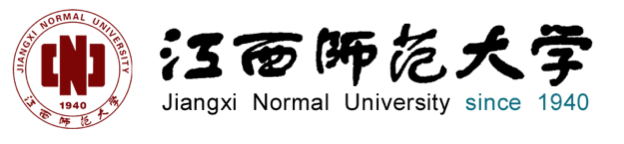 JIANGXI NORMAL UNIVERSITY
1940
江西师范大学
江西师范大学
Jiangxi Normal University since 1940